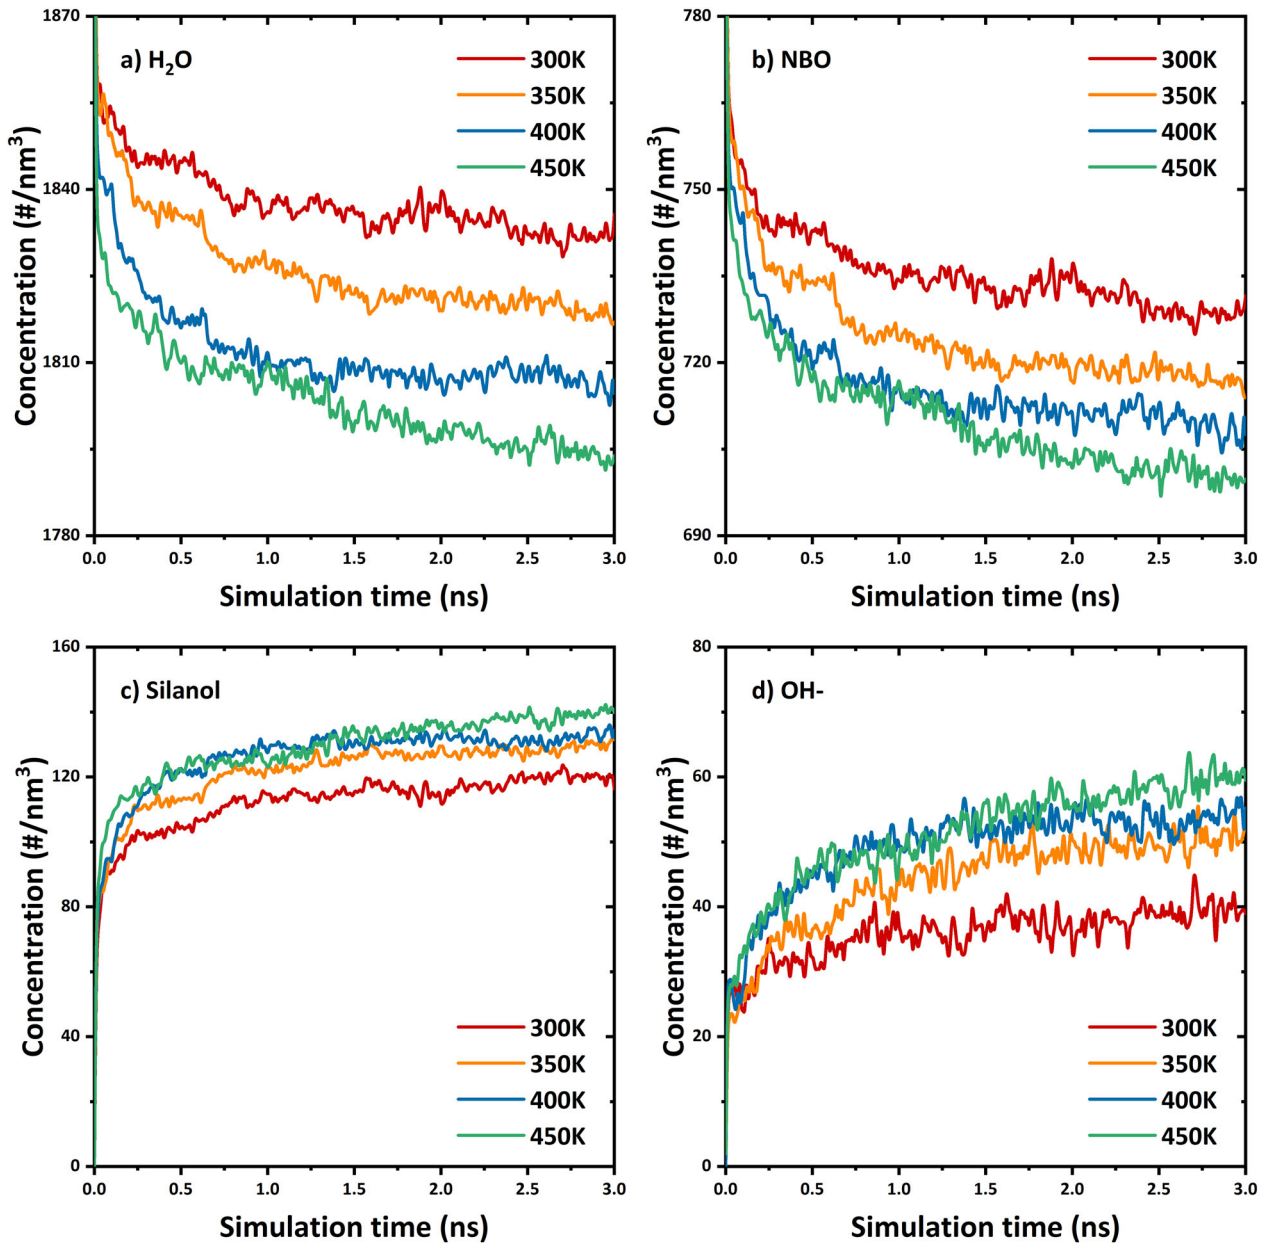 a) H₂O
300K
350K
400K
450K
1870
1840
1810
1780
Concentration (#/nm³)
0.0 0.5 1.0 1.5 2.0 2.5 3.0
Simulation time (ns)
b) NBO
300K
350K
400K
450K
780
750
720
690
Concentration (#/nm³)
0.0 0.5 1.0 1.5 2.0 2.5 3.0
Simulation time (ns)
c) Silanol
300K
350K
400K
450K
160
120
80
40
0
Concentration (#/nm³)
0.0 0.5 1.0 1.5 2.0 2.5 3.0
Simulation time (ns)
d) OH-
300K
350K
400K
450K
80
60
40
20
0
Concentration (#/nm³)
0.0 0.5 1.0 1.5 2.0 2.5 3.0
Simulation time (ns)